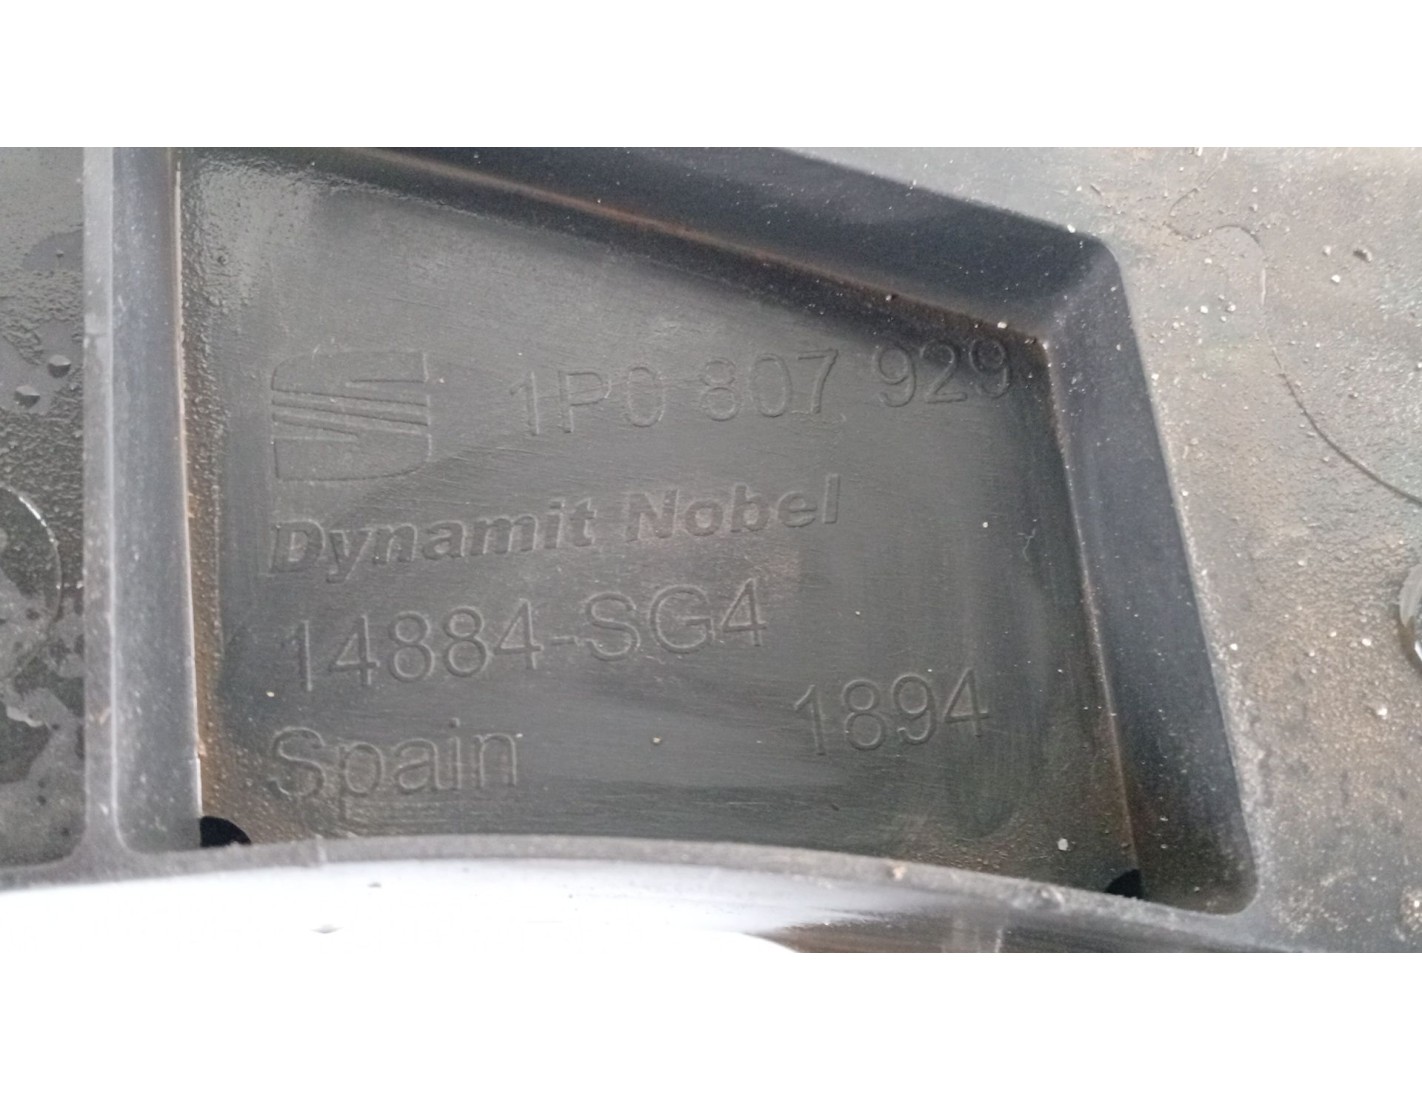 1P0 807 929
Dynamit Nobel
14884-SG4
Spain 1894